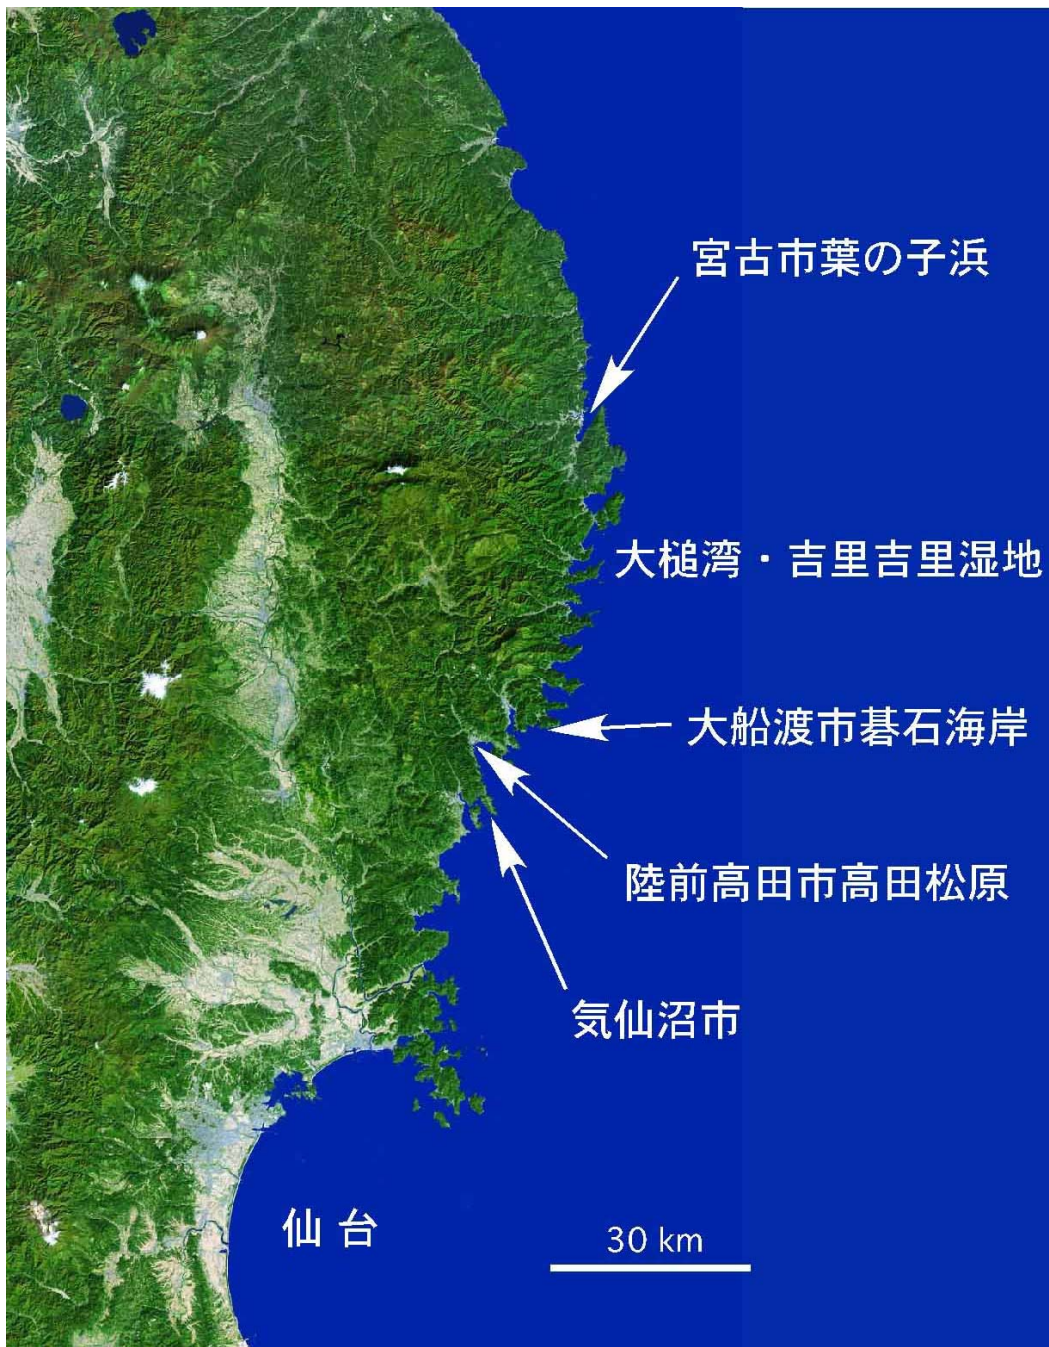 宮古市葉の子浜
大槌湾・吉里吉里湿地
大船渡市碁石海岸
陸前高田市高田松原
気仙沼市
仙台
30 km